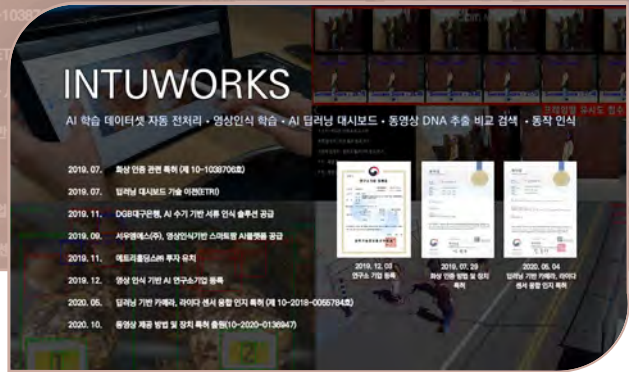 INTUWORKS
AI 학습 데이터셋 자동 전처리 • 영상인식 학습 • AI 딥러닝 대시보드 • 동영상 DNA 추출 비교 검색 • 동작 인식
2019. 07. 화상 인증 관련 특허 (제 10-1038706호)
2019. 07. 딥러닝 대시보드 기술 이전(ETRI)
2019. 11. DGB대구은행, AI 수기 기반 서류 인식 솔루션 공급
2019. 09. 서우엠에스(주), 영상인식기반 스마트팜 AI플랫폼 공급
2019. 11. 에트리홀딩스㈜ 투자 유치
2019. 12. 영상 인식 기반 AI 연구소기업 등록
2020. 05. 딥러닝 기반 카메라, 라이다 센서 융합 인지 특허 (제 10-2018-0055784호)
2020. 10. 동영상 제공 방법 및 장치 특허 출원(10-2020-0136947)
2019. 12. 03
연구소 기업 등록
2019. 07. 29
화상 인증 방법 및 장치
특허
2020. 05. 04
딥러닝 기반 카메라, 라이다
센서 융합 인지 특허
1
2